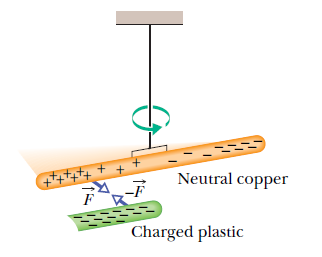 Neutral copper
F⃗
–F⃗
Charged plastic